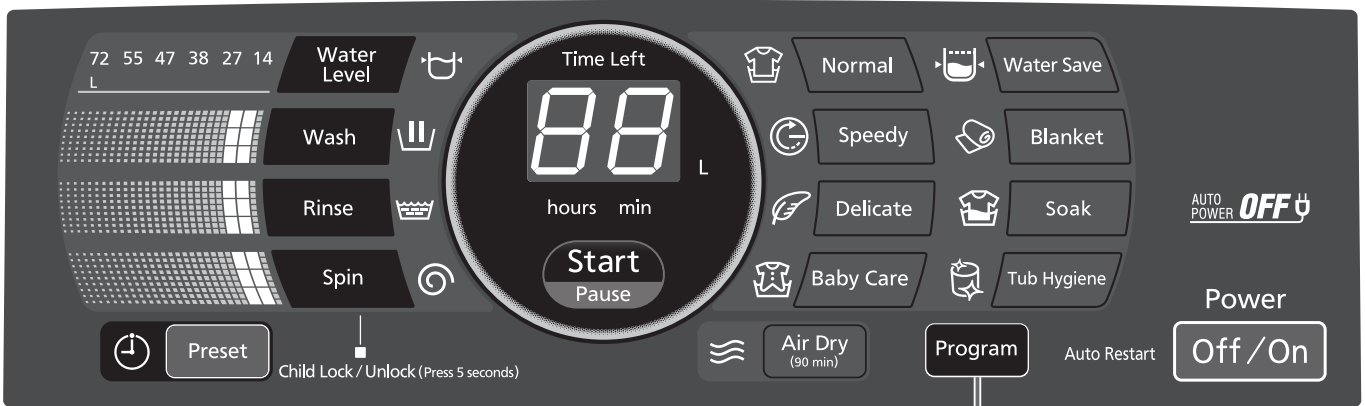 72 55 47 38 27 14
L
Water
Level
Wash
Rinse
Spin
Preset
Child Lock / Unlock (Press 5 seconds)
Time Left
88
L
hours min
Start
Pause
Normal
Speedy
Delicate
Baby Care
Water Save
Blanket
Soak
Tub Hygiene
Air Dry
(90 min)
Program
AUTO
POWER OFF
Auto Restart
Power
Off/On